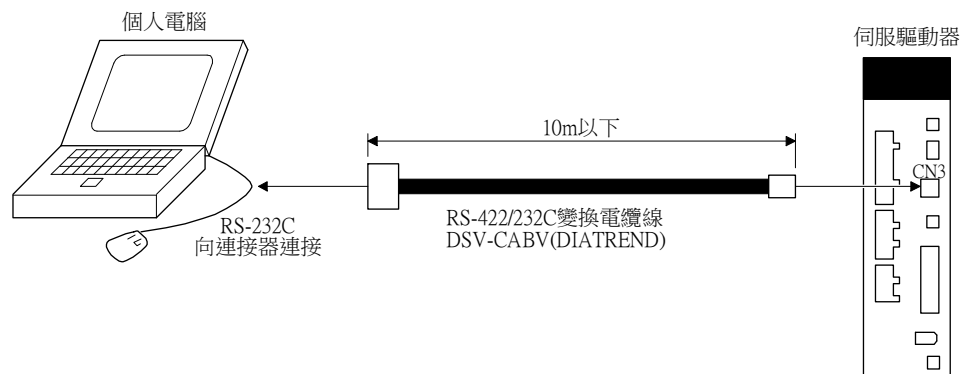 個人電腦
伺服驅動器
10m以下
CN3
RS-232C
向連接器連接
RS-422/232C變換電纜線
DSV-CABV(DIATREND)